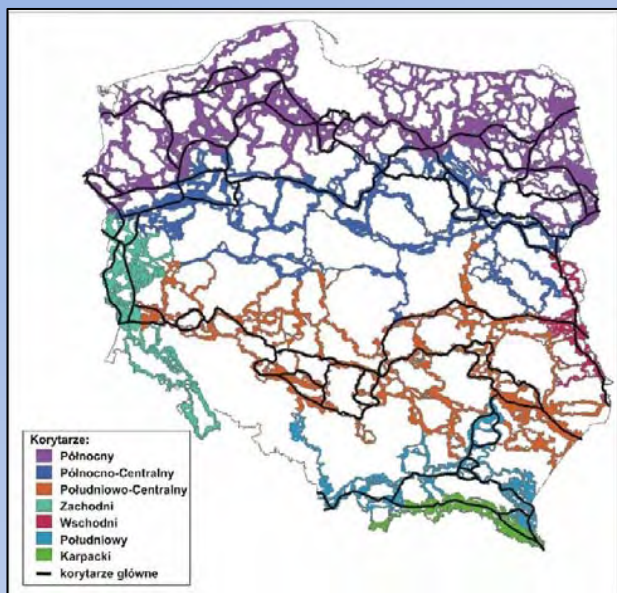 Korytarze:
Północny
Północno-Centralny
Południowo-Centralny
Zachodni
Wschodni
Południowy
Karpacki
korytarze główne